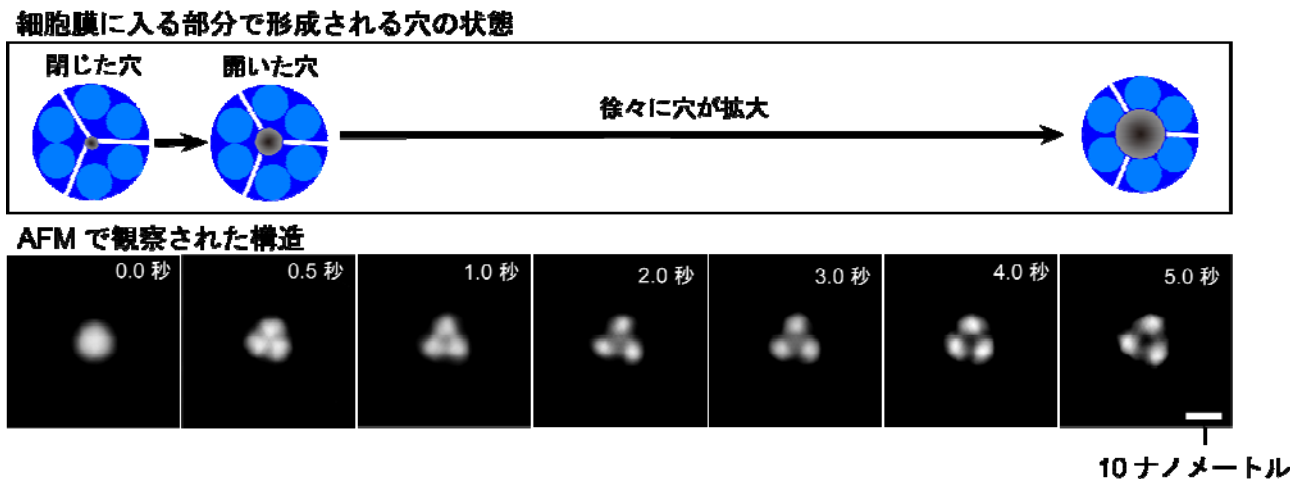 細胞膜に入る部分で形成される穴の状態
閉じた穴
開いた穴
徐々に穴が拡大
AFM で観察された構造
0.0 秒
0.5 秒
1.0 秒
2.0 秒
3.0 秒
4.0 秒
5.0 秒
10 ナノメートル